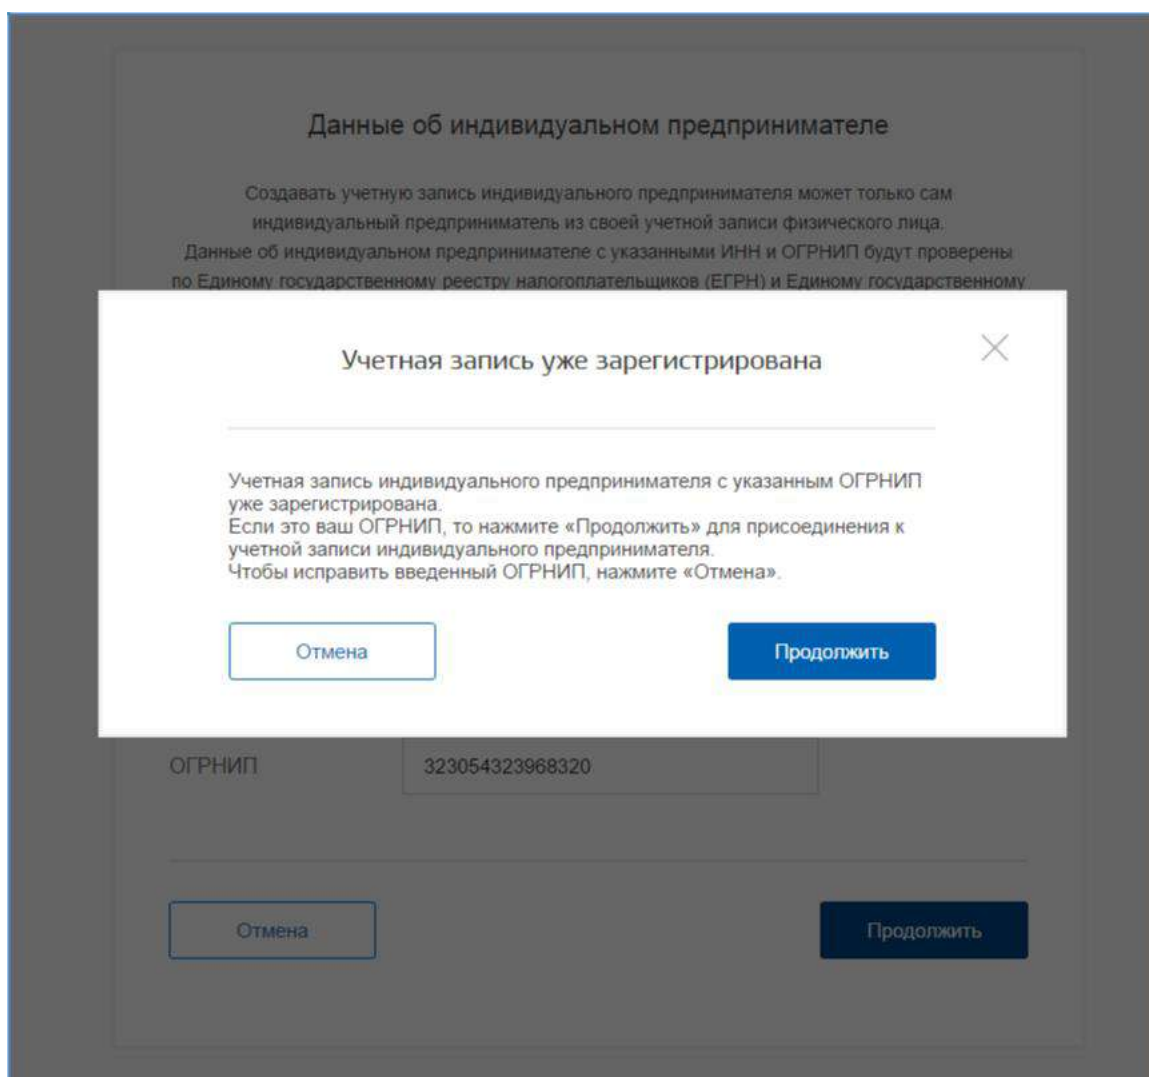 Данные об индивидуальном предпринимателе
Создавать учетную запись индивидуального предпринимателя может только сам
индивидуальный предприниматель из своей учетной записи физического лица.
Данные об индивидуальном предпринимателе с указанными ИНН и ОГРНИП будут проверены
по Единому государственному реестру налогоплательщиков (ЕГРН) и Единому государственному
Учетная запись уже зарегистрирована
Учетная запись индивидуального предпринимателя с указанным ОГРНИП
уже зарегистрирована.
Если это ваш ОГРНИП, то нажмите «Продолжить» для присоединения к
учетной записи индивидуального предпринимателя.
Чтобы исправить введенный ОГРНИП, нажмите «Отмена».
Отмена
Продолжить
ОГРНИП
323054323968320
Отмена
Продолжить